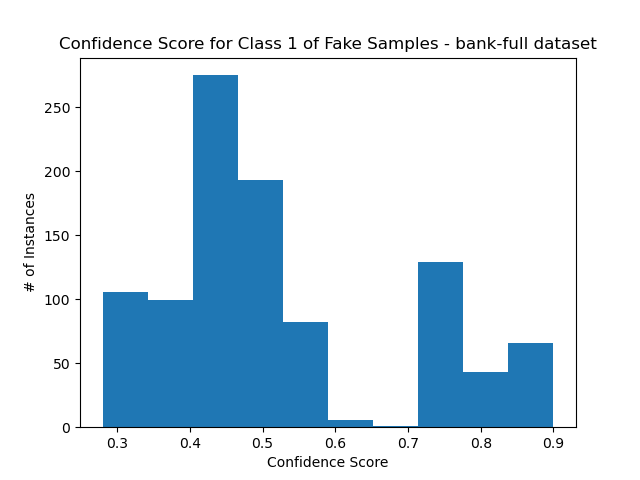 Confidence Score for Class 1 of Fake Samples - bank-full dataset
250
200
150
100
50
0
# of Instances
0.3 0.4 0.5 0.6 0.7 0.8 0.9
Confidence Score